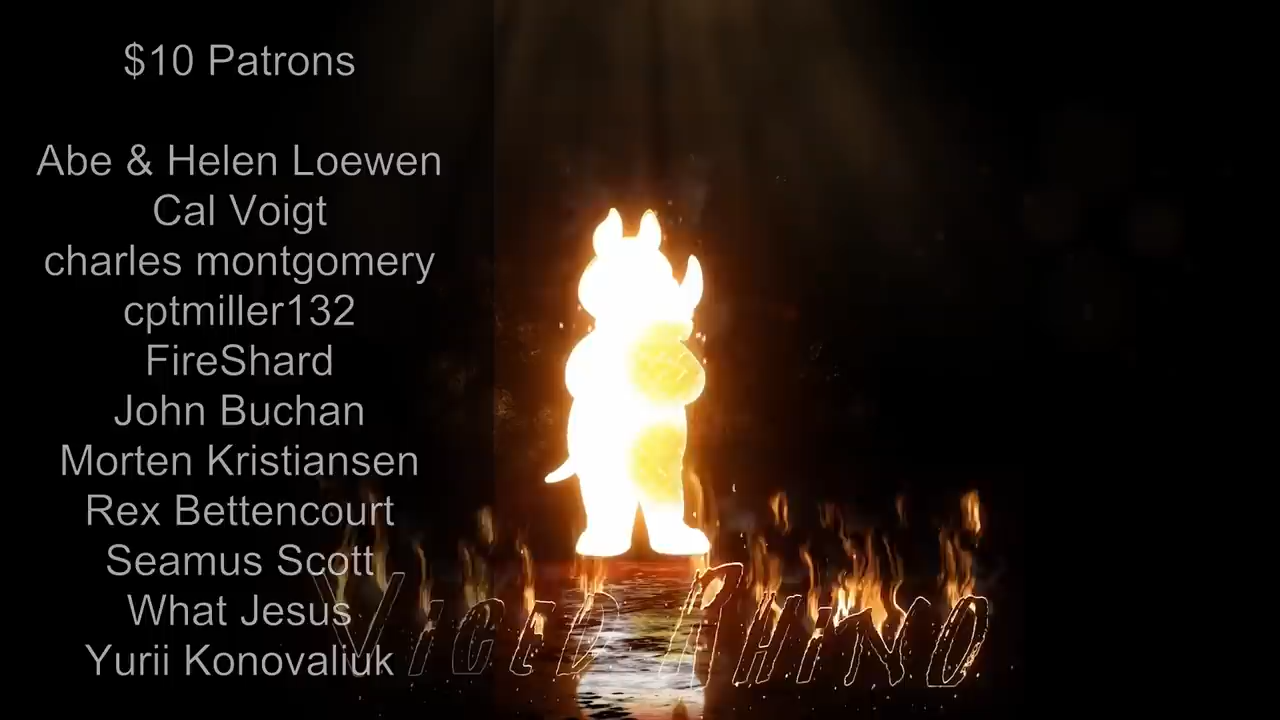 $10 Patrons
Abe & Helen Loewen
Cal Voigt
charles montgomery
cptmiller132
FireShard
John Buchan
Morten Kristiansen
Rex Bettencourt
Seamus Scott
What Jesus
Yurii Konovaliuk
Viced Rhino